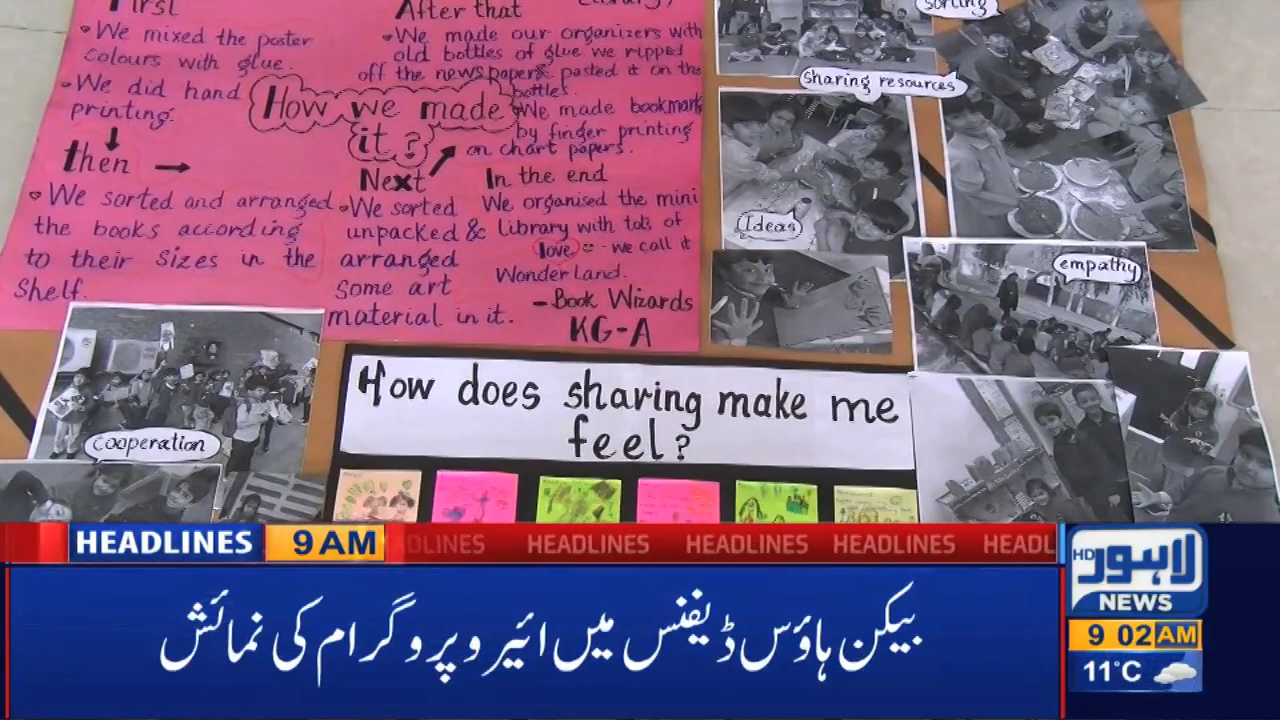 First
• We mixed the poster
colours with glue.
• We did hand
printing.
then
• We sorted and arranged
the books according
to their sizes in the
Shelf.
How we made
it?
After that
• We made our organizers with
old bottles of glue we ripped
off the newspapers & pasted it on the
bottles.
• We made bookmark
by finger printing
on chart papers.
Next
• We sorted
unpacked &
arranged
some art
material in it.
In the end
We organised the mini
Library with lots of
love - we call it
Wonder Land.
- Book Wizards
KG-A
sorting
sharing resources
Ideas
empathy
cooperation
How does sharing make me
feel?
HEADLINES 9 AM
HEADLINES HEADLINES HEADLINES
بیکن ہاؤس ڈیفنس میں ائیر و پروگرام کی نمائش
HD لاہور
NEWS
9 02 AM
11°C